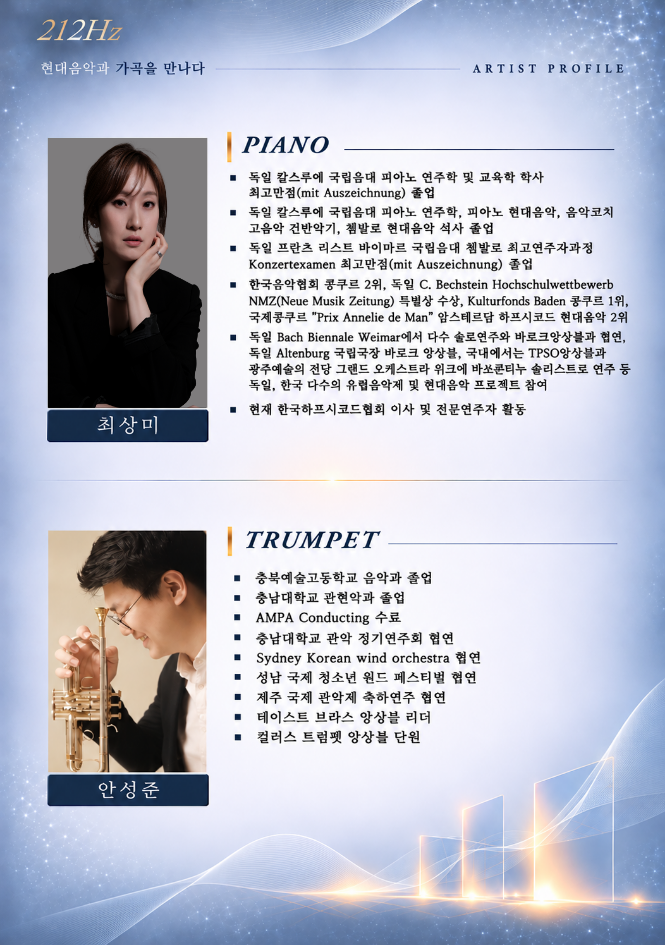 212Hz
현대음악과 가곡을 만나다
ARTIST PROFILE
PIANO
독일 칼스루에 국립음대 피아노 연주학 및 교육학 학사
최고만점(mit Auszeichnung) 졸업
독일 칼스루에 국립음대 피아노 연주학, 피아노 현대음악, 음악코치
고음악 건반악기, 쳄발로 현대음악 석사 졸업
독일 프란츠 리스트 바이마르 국립음대 쳄발로 최고연주자과정
Konzertexamen 최고만점(mit Auszeichnung) 졸업
한국음악협회 콩쿠르 2위, 독일 C. Bechstein Hochschulwettbewerb
NMZ(Neue Musik Zeitung) 특별상 수상, Kulturfonds Baden 콩쿠르 1위,
국제콩쿠르 "Prix Annelie de Man" 암스테르담 하프시코드 현대음악 2위
독일 Bach Biennale Weimar에서 다수 솔로연주와 바로크앙상블과 협연,
독일 Altenburg 국립국장 바로크 앙상블, 국내에서는 TPSO앙상블과
광주예술의 전당 그랜드 오케스트라 위크에 바쏘콘티누 솔리스트로 연주 등
독일, 한국 다수의 유럽음악제 및 현대음악 프로젝트 참여
현재 한국하프시코드협회 이사 및 전문연주자 활동
최상미
TRUMPET
충북예술고등학교 음악과 졸업
충남대학교 관현악과 졸업
AMPA Conducting 수료
충남대학교 관악 정기연주회 협연
Sydney Korean wind orchestra 협연
성남 국제 청소년 윈드 페스티벌 협연
제주 국제 관악제 축하연주 협연
테이스트 브라스 앙상블 리더
컬러스 트럼펫 앙상블 단원
안성준